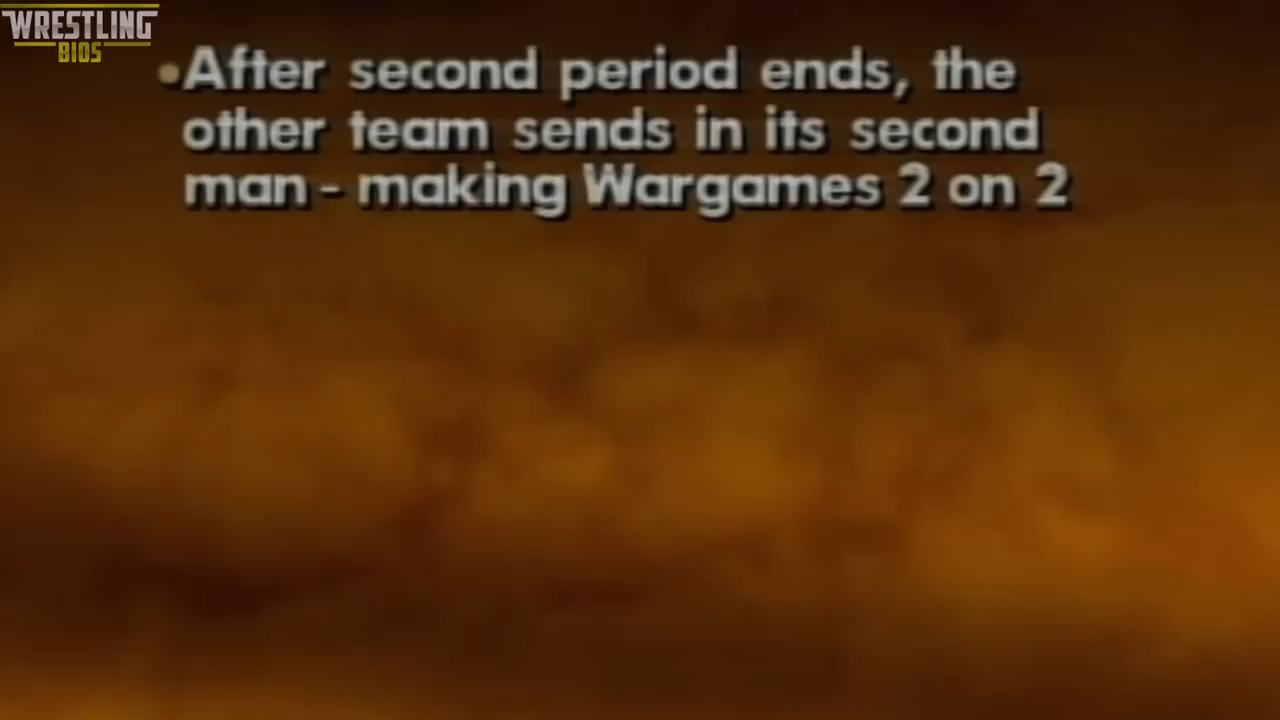 WRESTLING
BIOS
•After second period ends, the
other team sends in its second
man - making Wargames 2 on 2